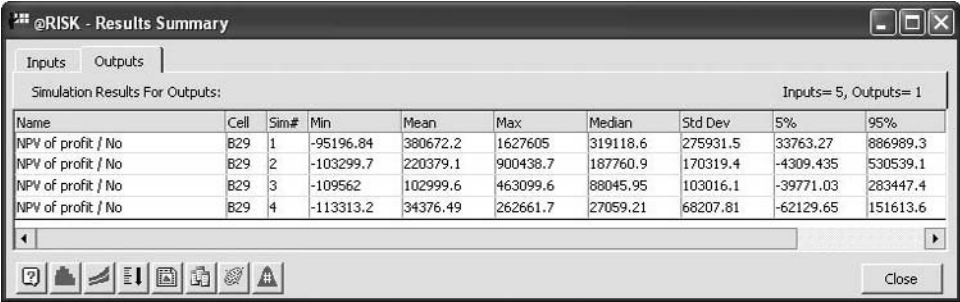 @RISK - Results Summary
Inputs Outputs
Simulation Results For Outputs: Inputs= 5, Outputs= 1
Name Cell Sim# Min Mean Max Median Std Dev 5% 95%
NPV of profit / No B29 1 -95196.84 380672.2 1627605 319118.6 275931.5 33763.27 886989.3
NPV of profit / No B29 2 -103299.7 220379.1 900438.7 187760.9 170319.4 -4309.435 530539.1
NPV of profit / No B29 3 -109562 102999.6 463099.6 88045.95 103016.1 -39771.03 283447.4
NPV of profit / No B29 4 -113313.2 34376.49 262661.7 27059.21 68207.81 -62129.65 151613.6
Close